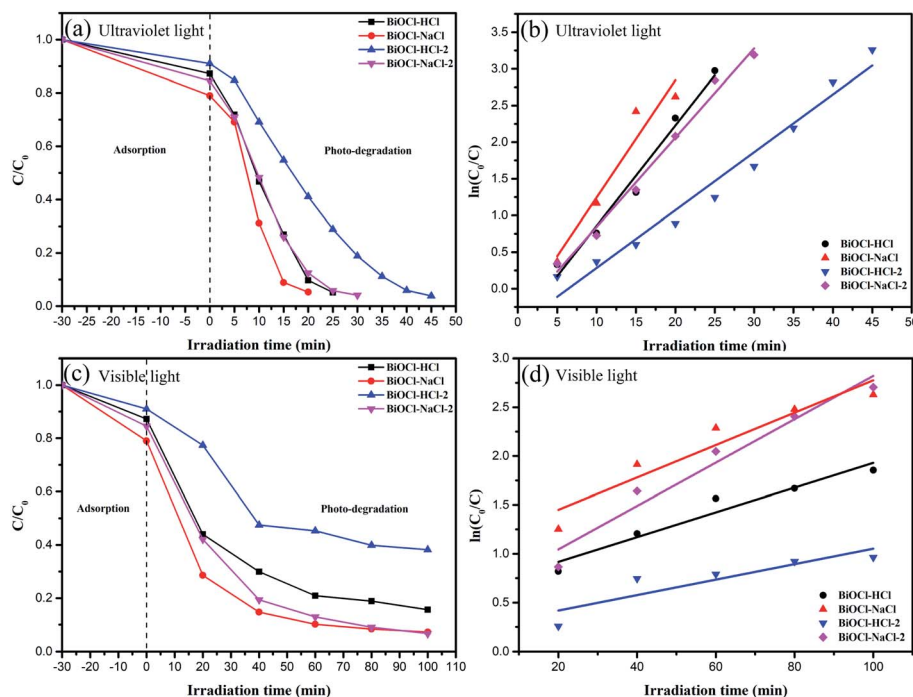 (a) Ultraviolet light
BiOCl-HCl
BiOCl-NaCl
BiOCl-HCl-2
BiOCl-NaCl-2
Adsorption
Photo-degradation
C/C0
1.0
0.8
0.6
0.4
0.2
0.0
-30 -25 -20 -15 -10 -5 0 5 10 15 20 25 30 35 40 45 50
Irradiation time (min)
(b) Ultraviolet light
ln(C0/C)
3.5
3.0
2.5
2.0
1.5
1.0
0.5
0.0
BiOCl-HCl
BiOCl-NaCl
BiOCl-HCl-2
BiOCl-NaCl-2
0 5 10 15 20 25 30 35 40 45 50
Irradiation time (min)
(c) Visible light
BiOCl-HCl
BiOCl-NaCl
BiOCl-HCl-2
BiOCl-NaCl-2
Adsorption
Photo-degradation
C/C0
1.0
0.8
0.6
0.4
0.2
0.0
-30 -20 -10 0 10 20 30 40 50 60 70 80 90 100 110
Irradiation time (min)
(d) Visible light
ln(C0/C)
3.0
2.5
2.0
1.5
1.0
0.5
0.0
BiOCl-HCl
BiOCl-NaCl
BiOCl-HCl-2
BiOCl-NaCl-2
20 40 60 80 100
Irradiation time (min)